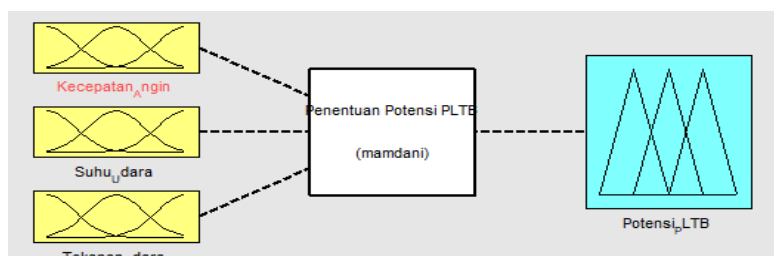 Kecepatan_Angin
Suhu_Udara
Penentuan Potensi PLTB
(mamdani)
Potensi_PLTB